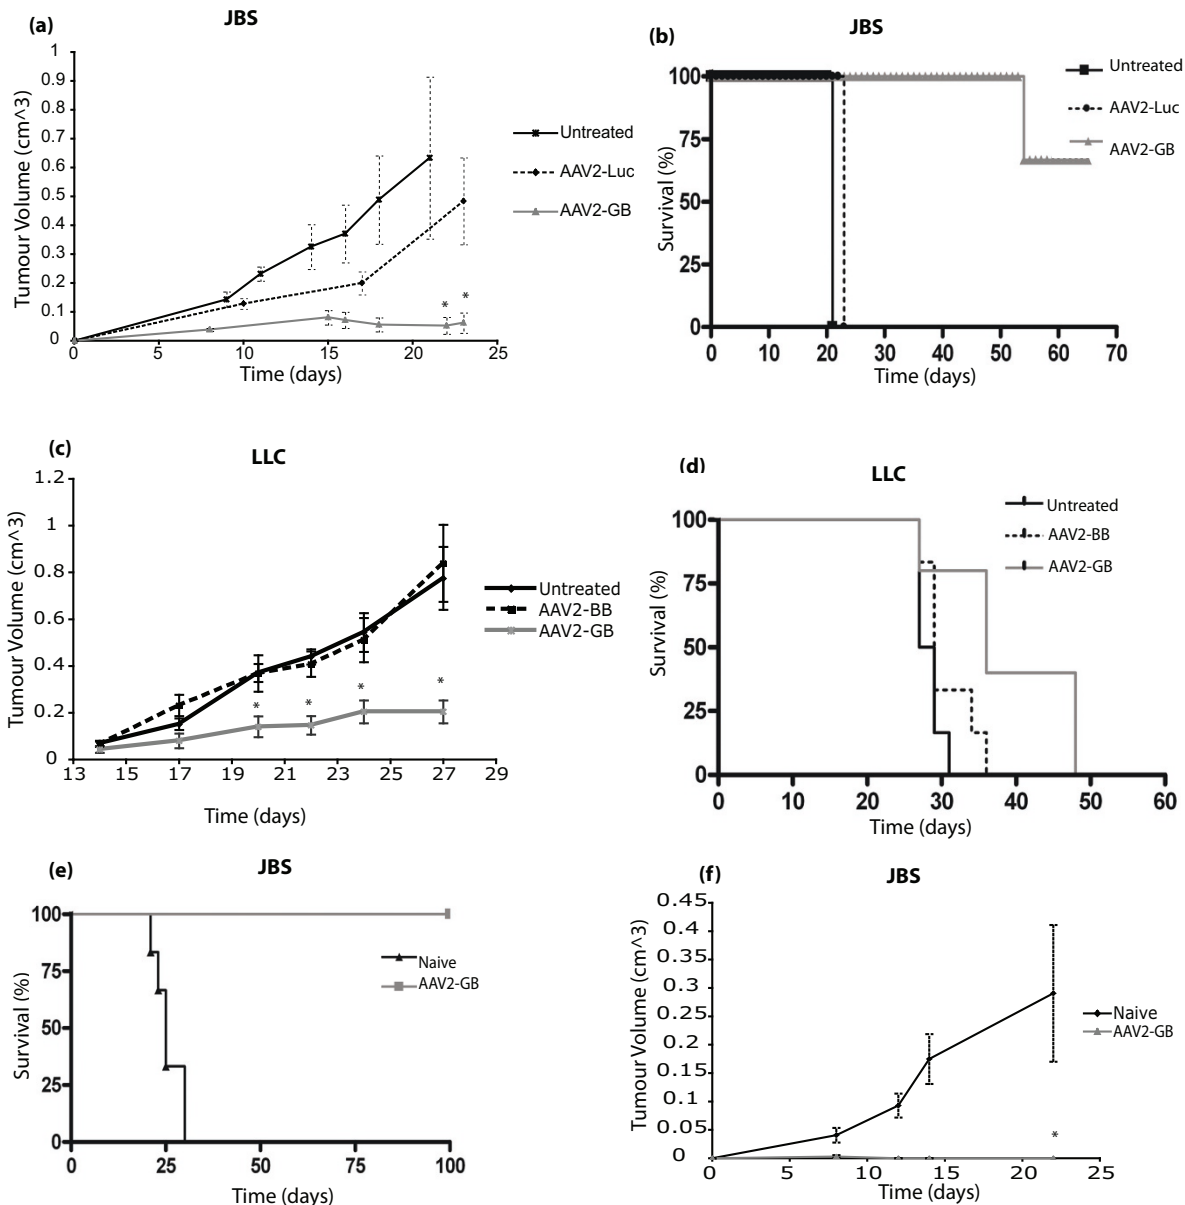 (a)
JBS
1
0.9
0.8
0.7
0.6
0.5
0.4
0.3
0.2
0.1
0
Tumour Volume (cm^3)
0 5 10 15 20 25
Time (days)
Untreated
AAV2-Luc
AAV2-GB
* *
(b)
JBS
100
75
50
25
0
Survival (%)
0 10 20 30 40 50 60 70
Time (days)
Untreated
AAV2-Luc
AAV2-GB
(c)
LLC
1.2
1
0.8
0.6
0.4
0.2
0
Tumour Volume (cm^3)
13 15 17 19 21 23 25 27 29
Time (days)
Untreated
AAV2-BB
AAV2-GB
* * * *
(d)
LLC
100
75
50
25
0
Survival (%)
0 10 20 30 40 50 60
Time (days)
Untreated
AAV2-BB
AAV2-GB
(e)
JBS
100
75
50
25
0
Survival (%)
0 25 50 75 100
Time (days)
Naive
AAV2-GB
(f)
JBS
0.45
0.4
0.35
0.3
0.25
0.2
0.15
0.1
0.05
0
Tumour Volume (cm^3)
0 5 10 15 20 25
Time (days)
Naive
AAV2-GB
*